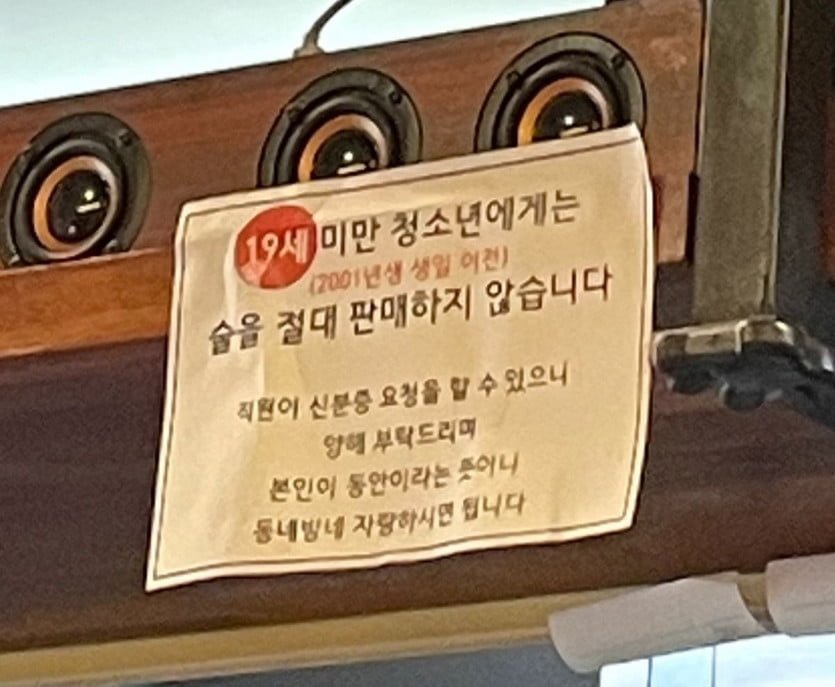 19세 미만 청소년에게는
(2001년생 생일 이전)
술을 절대 판매하지 않습니다
직원이 신분증 요청을 할 수 있으니
양해 부탁드리며
본인이 동안이라는 뜻이니
동네방네 자랑하시면 됩니다